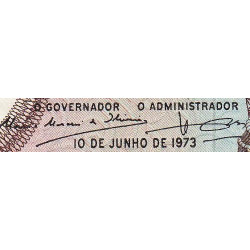 O GOVERNADOR O ADMINISTRADOR
10 DE JUNHO DE 1973